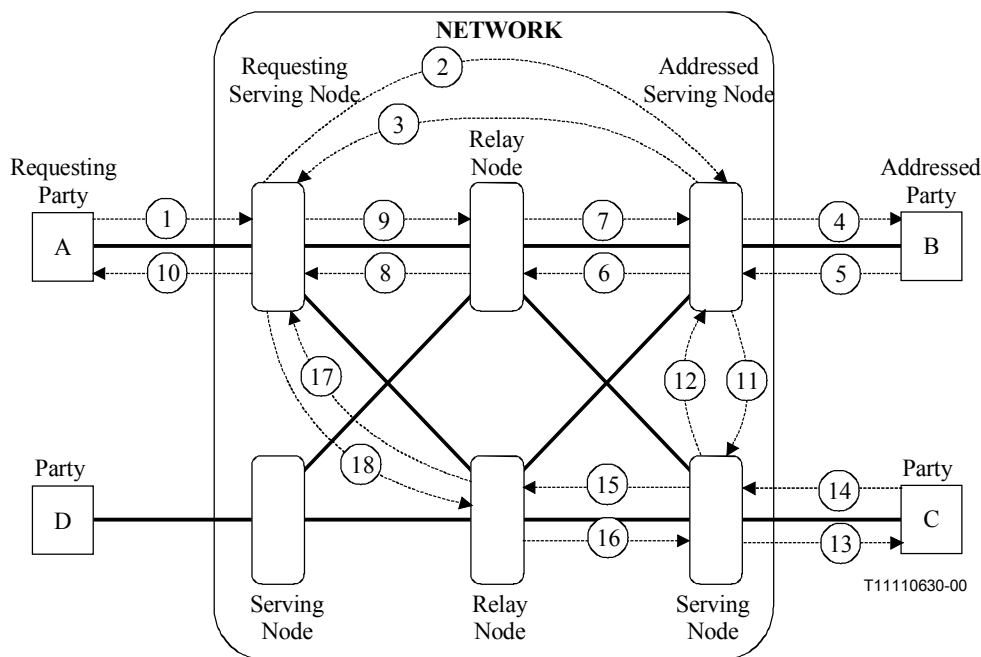 NETWORK
Requesting
Serving Node
2
Addressed
Serving Node
3
Relay
Node
Requesting
Party
Addressed
Party
1
9
7
4
A
B
10
8
6
5
17
12
11
18
Party
Party
15
14
D
C
16
13
T11110630-00
Serving
Node
Relay
Node
Serving
Node